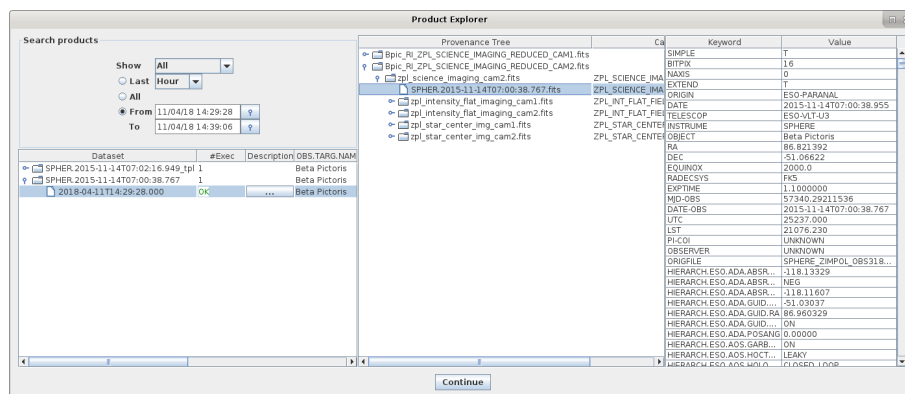 Product Explorer
Search products
Show All
Last Hour
All
From 11/04/18 14:29:28
To 11/04/18 14:39:06
Dataset #Exec Description OBS.TARG.NAM
SPHER.2015-11-14T07:02:16.949_tpl 1 Beta Pictoris
SPHER.2015-11-14T07:00:38.767 1 Beta Pictoris
2018-04-11T14:29:28.000 OK ... Beta Pictoris
Provenance Tree Ca
Bpic_RI_ZPL_SCIENCE_IMAGING_REDUCED_CAM1.fits
Bpic_RI_ZPL_SCIENCE_IMAGING_REDUCED_CAM2.fits
zpl_science_imaging_cam2.fits ZPL_SCIENCE_IMA
SPHER.2015-11-14T07:00:38.767.fits ZPL_SCIENCE_IMA
zpl_intensity_flat_imaging_cam1.fits ZPL_INT_FLAT_FIE
zpl_intensity_flat_imaging_cam2.fits ZPL_INT_FLAT_FIE
zpl_star_center_img_cam1.fits ZPL_STAR_CENTE
zpl_star_center_img_cam2.fits ZPL_STAR_CENTE
Keyword Value
SIMPLE T
BITPIX 16
NAXIS 0
EXTEND T
ORIGIN ESO-PARANAL
DATE 2015-11-14T07:00:38.955
TELESCOP ESO-VLT-U3
INSTRUME SPHERE
OBJECT Beta Pictoris
RA 86.821392
DEC -51.06622
EQUINOX 2000.0
RADECSYS FK5
EXPTIME 1.1000000
MJD-OBS 57340.29211536
DATE-OBS 2015-11-14T07:00:38.767
UTC 25237.000
LST 21076.230
PI-COI UNKNOWN
OBSERVER UNKNOWN
ORIGFILE SPHERE_ZIMPOL_OBS318...
HIERARCH.ESO.ADA.ABSR... -118.13329
HIERARCH.ESO.ADA.ABSR... NEG
HIERARCH.ESO.ADA.ABSR... -118.11607
HIERARCH.ESO.ADA.GUID.... -51.03037
HIERARCH.ESO.ADA.GUID.RA 86.960329
HIERARCH.ESO.ADA.GUID.... ON
HIERARCH.ESO.ADA.POSANG 0.00000
HIERARCH.ESO.AOS.GARB... ON
HIERARCH.ESO.AOS.HOCT... LEAKY
HIERARCH.ESO.AOS.HOLO... CLOSED_LOOP
Continue